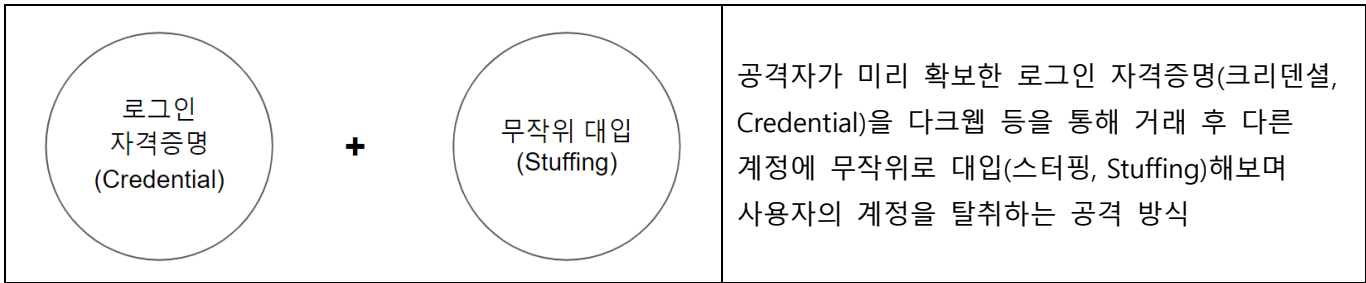 로그인
자격증명
(Credential)
+
무작위 대입
(Stuffing)
공격자가 미리 확보한 로그인 자격증명(크리덴셜,
Credential)을 다크웹 등을 통해 거래 후 다른
계정에 무작위로 대입(스터핑, Stuffing)해보며
사용자의 계정을 탈취하는 공격 방식